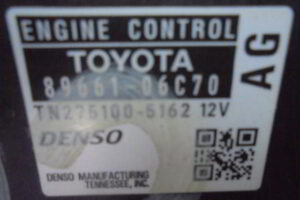 ENGINE CONTROL
TOYOTA
89661-06C70
TN275100-5162 12V
DENSO
DENSO MANUFACTURING
TENNESSEE, INC.
AG